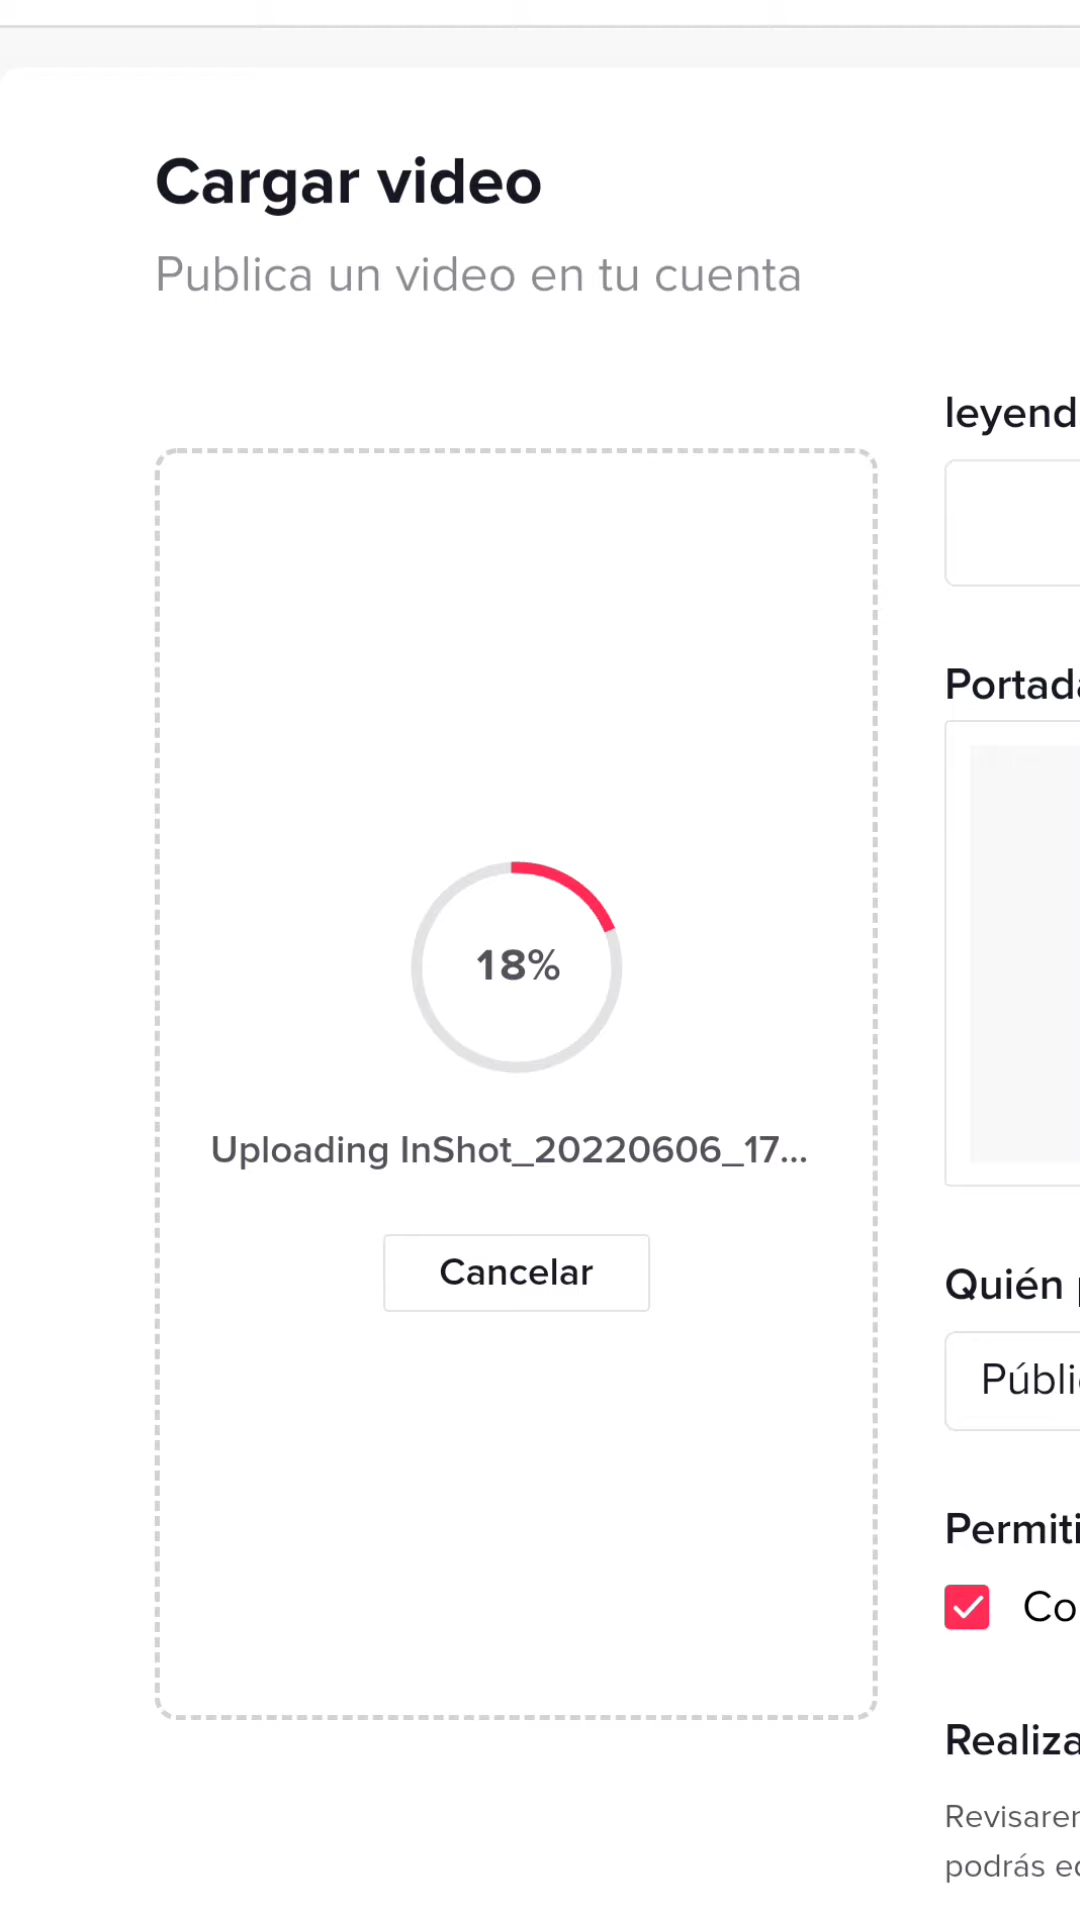 Cargar video
Publica un video en tu cuenta
18%
Uploading InShot_20220606_17...
Cancelar
leyend
Portada
Quién
Públi
Permiti
Co
Realiza
Revisarem
podrás